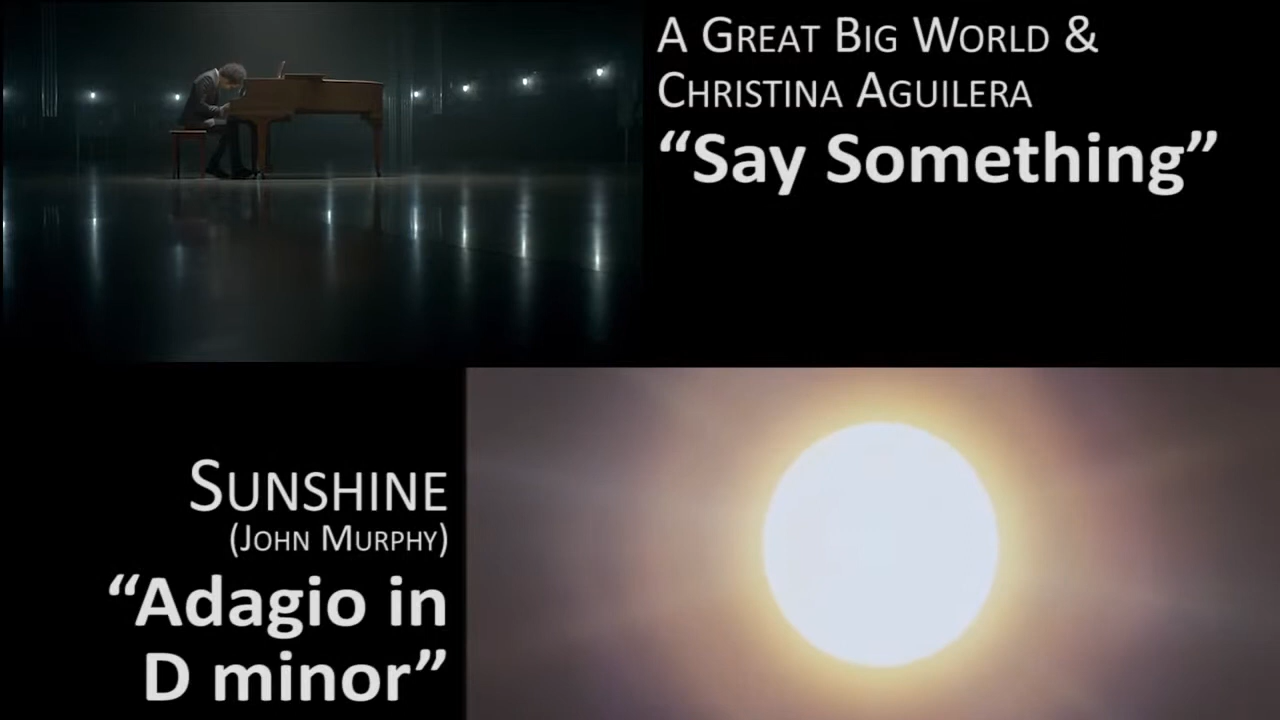 A Great Big World &
Christina Aguilera
“Say Something”
Sunshine
(John Murphy)
“Adagio in
D minor”